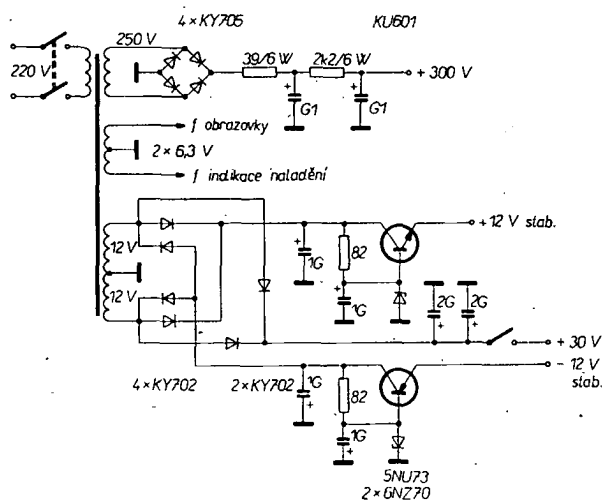 4×KY705
KU601
250 V
39/6 W
2k2/6 W
+ 300 V
220 V
G1
G1
f obrazovky
2× 6,3 V
f indikace naladění
12 V
+
1G
82
+ 12 V stab.
12 V
+
1G
2G
+
2G
+
+ 30 V
- 12 V
stab.
4×KY702
2×KY702
1G
+
82
1G
+
5NU73
2×6NZ70